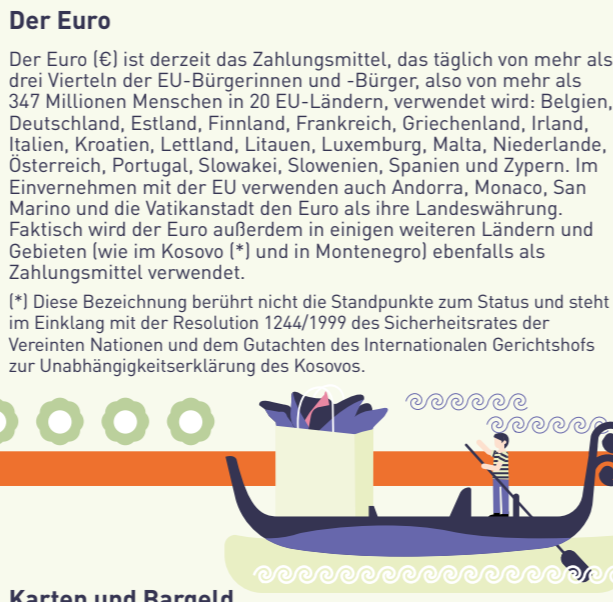 Der Euro
Der Euro (€) ist derzeit das Zahlungsmittel, das täglich von mehr als
drei Vierteln der EU-Bürgerinnen und -Bürger, also von mehr als
347 Millionen Menschen in 20 EU-Ländern, verwendet wird: Belgien,
Deutschland, Estland, Finnland, Frankreich, Griechenland, Irland,
Italien, Kroatien, Lettland, Litauen, Luxemburg, Malta, Niederlande,
Österreich, Portugal, Slowakei, Slowenien, Spanien und Zypern. Im
Einvernehmen mit der EU verwenden auch Andorra, Monaco, San
Marino und die Vatikanstadt den Euro als ihre Landeswährung.
Faktisch wird der Euro außerdem in einigen weiteren Ländern und
Gebieten (wie im Kosovo (*) und in Montenegro) ebenfalls als
Zahlungsmittel verwendet.
(*) Diese Bezeichnung berührt nicht die Standpunkte zum Status und steht
im Einklang mit der Resolution 1244/1999 des Sicherheitsrates der
Vereinten Nationen und dem Gutachten des Internationalen Gerichtshofs
zur Unabhängigkeitserklärung des Kosovos.
Karten und Bargeld